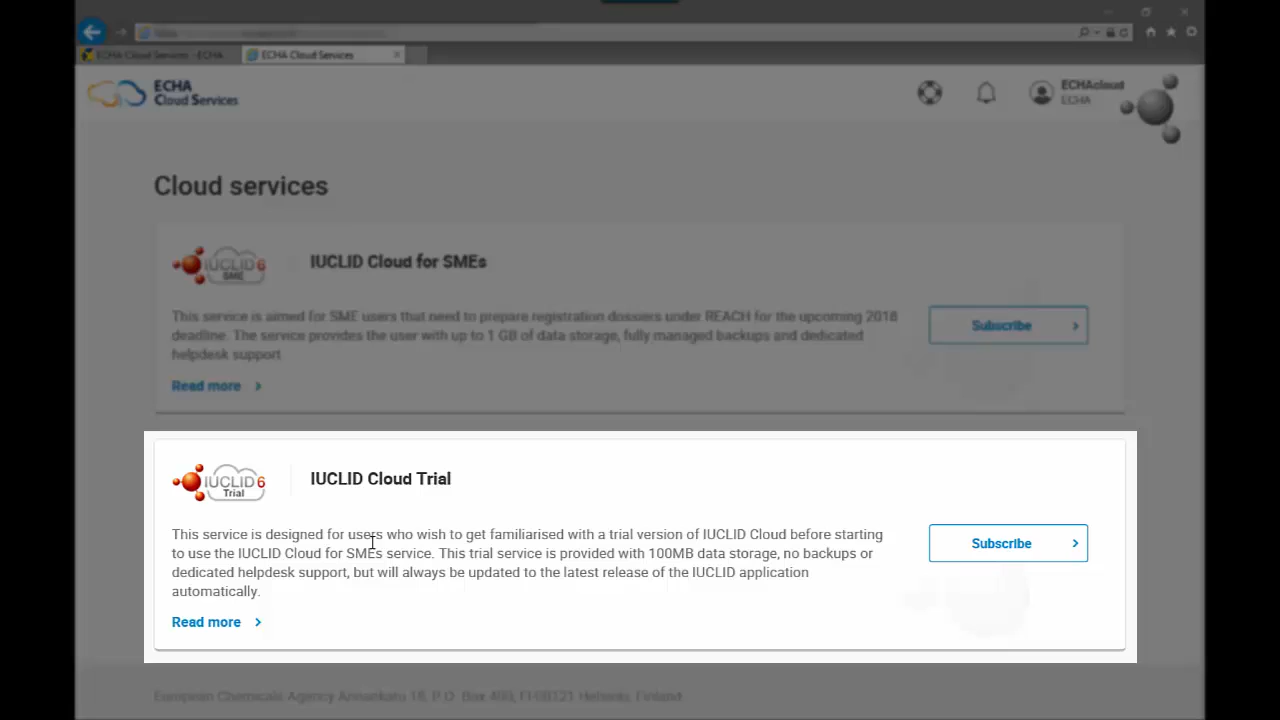 ECHA Cloud Services - ECHA
ECHA Cloud Services
ECHA
Cloud Services
ECHAcloud
ECHA
Cloud services
IUCLID 6
SME
IUCLID Cloud for SMEs
This service is aimed for SME users that need to prepare registration dossiers under REACH for the upcoming 2018
deadline. The service provides the user with up to 1 GB of data storage, fully managed backups and dedicated
helpdesk support
Subscribe
Read more
IUCLID 6
Trial
IUCLID Cloud Trial
This service is designed for users who wish to get familiarised with a trial version of IUCLID Cloud before starting
to use the IUCLID Cloud for SMEs service. This trial service is provided with 100MB data storage, no backups or
dedicated helpdesk support, but will always be updated to the latest release of the IUCLID application
automatically.
Subscribe
Read more
European Chemicals Agency Annankatu 18, P.O. Box 400, FI-00121 Helsinki, Finland